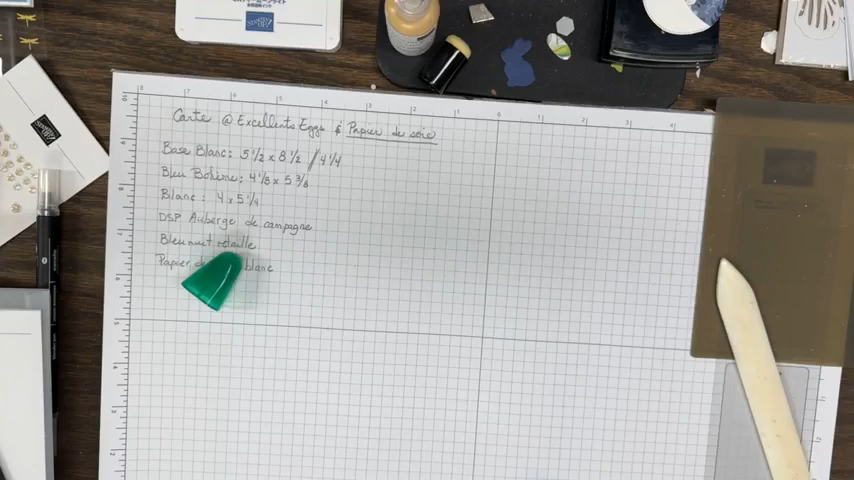 Carte @ Excellents Eggs & Papier de soie
Base Blanc: 5 1/2 x 8 1/2 // 4 1/4
Bleu Bohème: 4 1/8 x 5 3/8
Blanc: 4 x 5 1/4
DSP Auberge de campagne
Bleu nuit retaille
Papier de blanc